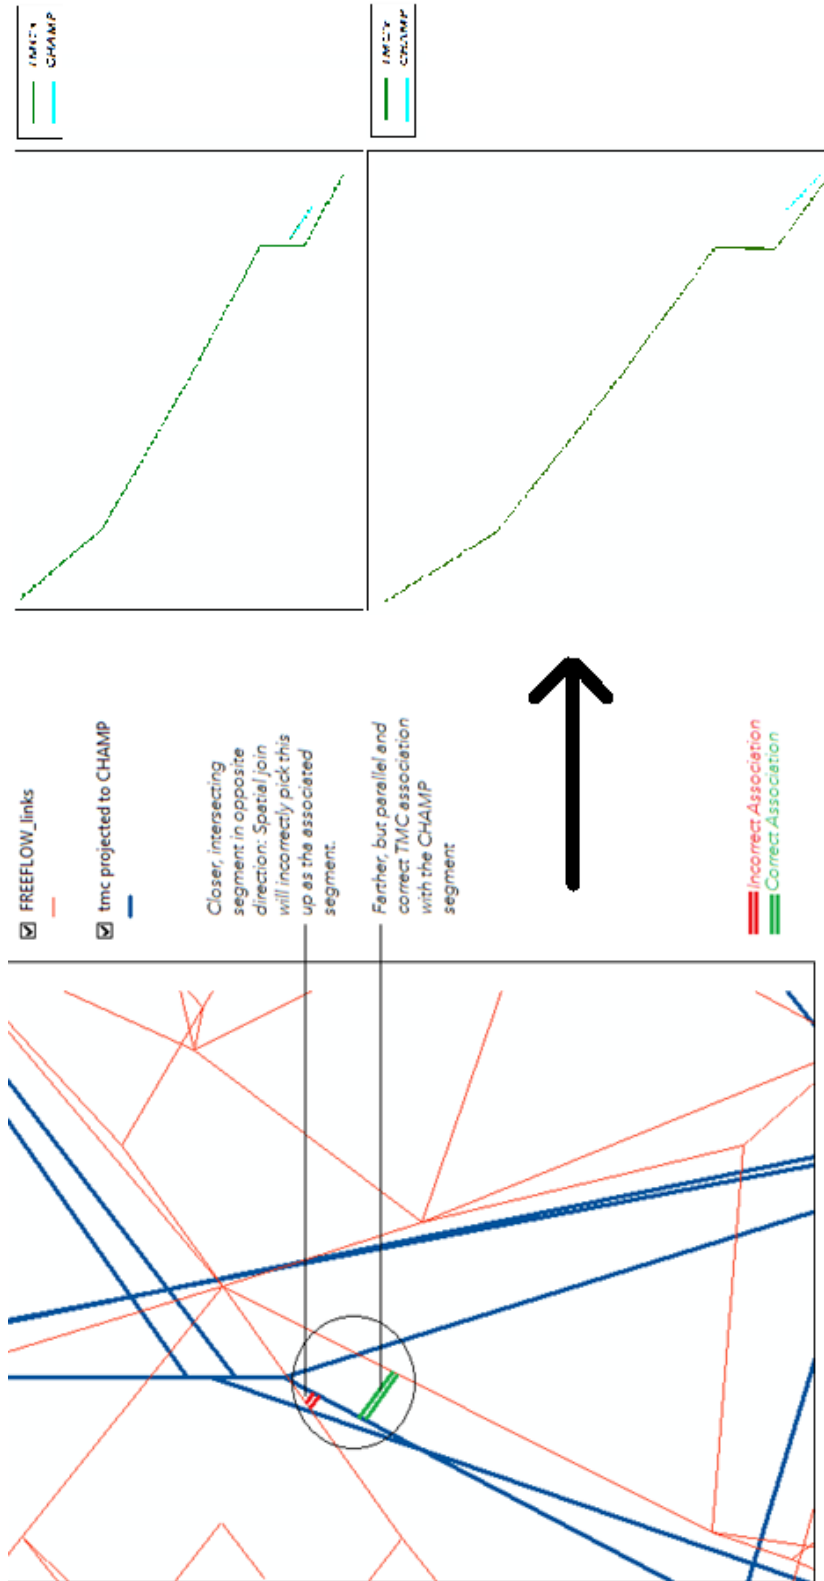 FREEFLOW_links
tmc projected to CHAMP
Closer, intersecting
segment in opposite
direction: Spatial join
will incorrectly pick this
up as the associated
segment.
Farther, but parallel and
correct TMC association
with the CHAMP
segment
Incorrect Association
Correct Association
CHAMP
CHAMP